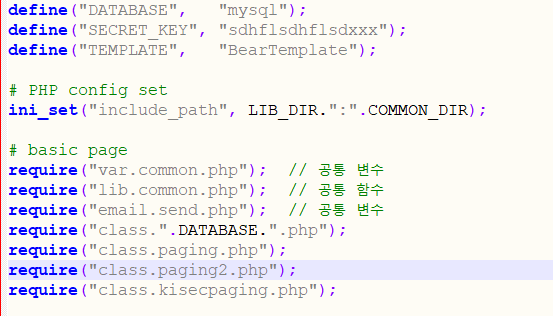 define("DATABASE",   "mysql");
define("SECRET_KEY", "sdhflsdhflsdxxx");
define("TEMPLATE",   "BearTemplate");
# PHP config set
ini_set("include_path", LIB_DIR.":".COMMON_DIR);
# basic page
require("var.common.php");  // 공통 변수
require("lib.common.php");  // 공통 함수
require("email.send.php");  // 공통 변수
require("class.".DATABASE.".php");
require("class.paging.php");
require("class.paging2.php");
require("class.kisecpaging.php");